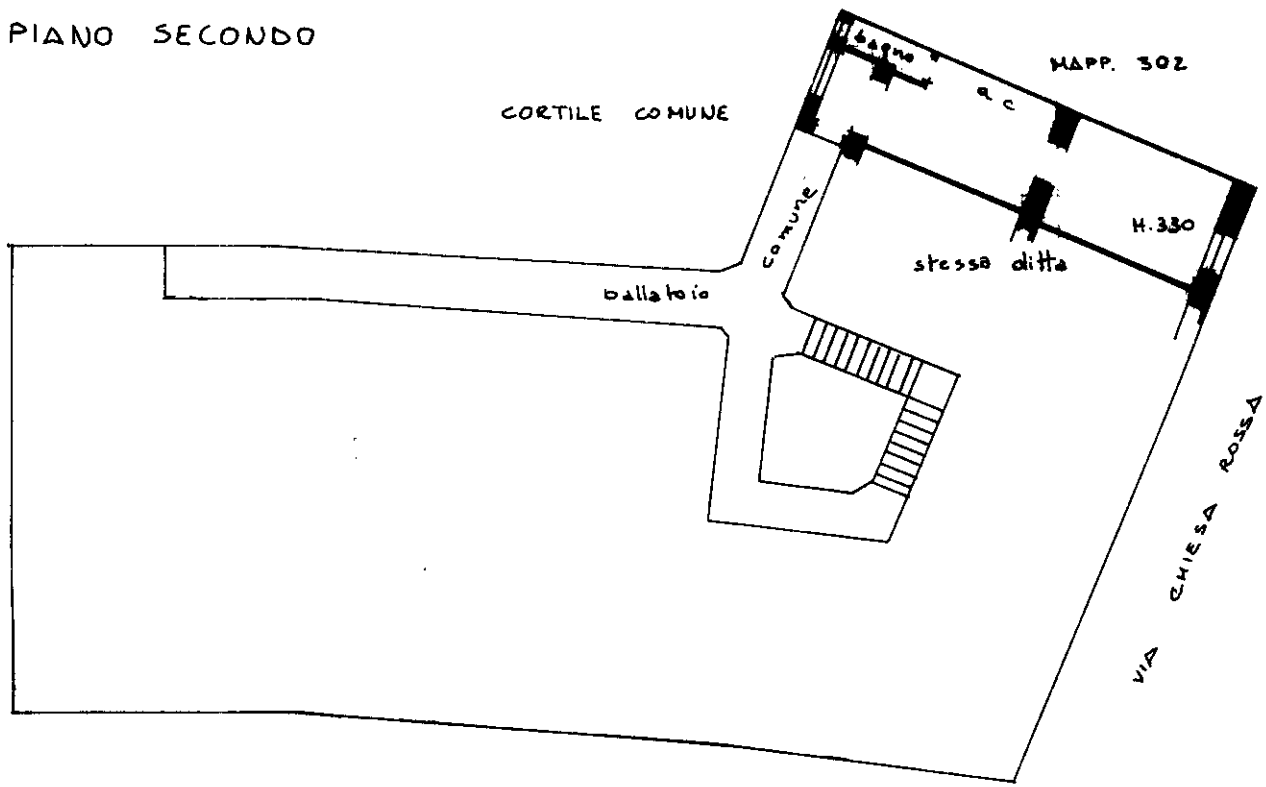 PIANO SECONDO
bagno
MAPP. 302
a c
CORTILE COMUNE
comune
H.330
stessa ditta
ballatoio
VIA CHIESA ROSSA